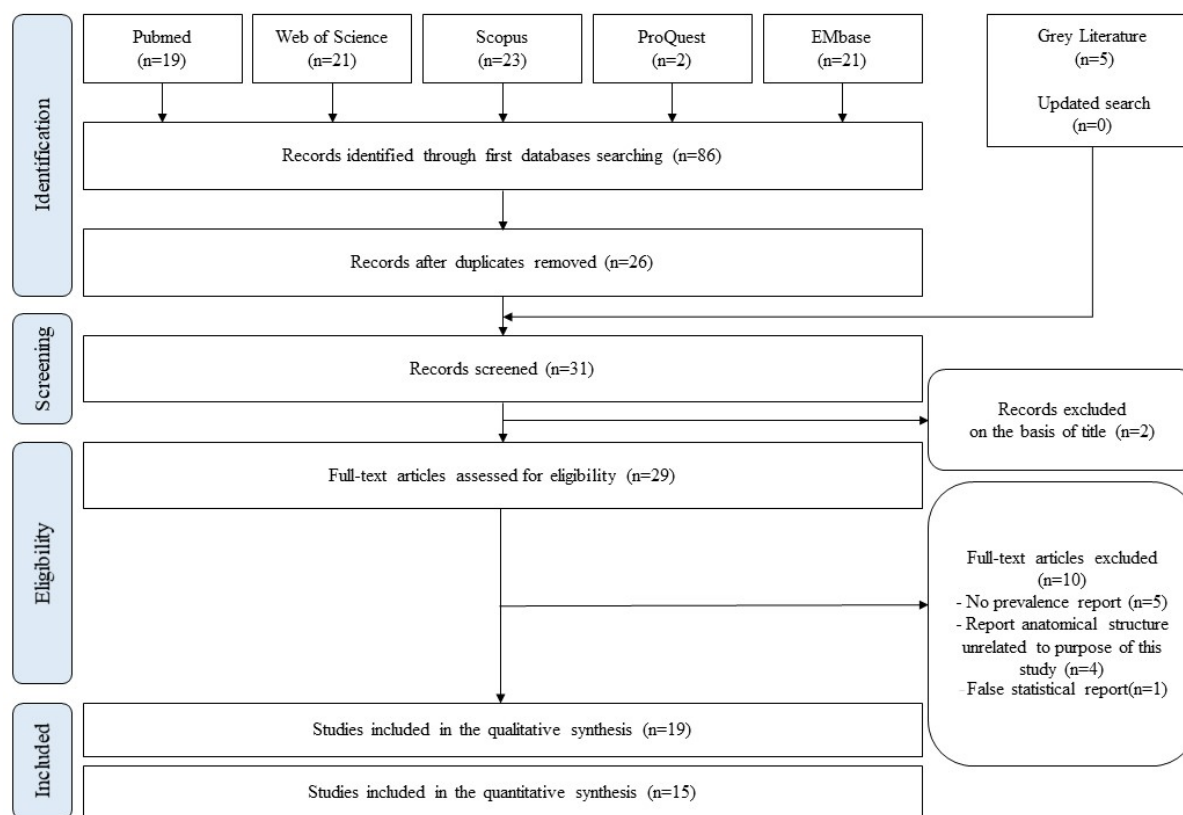 Identification
Pubmed
(n=19)
Web of Science
(n=21)
Scopus
(n=23)
ProQuest
(n=2)
EMbase
(n=21)
Grey Literature
(n=5)
Updated search
(n=0)
Records identified through first databases searching (n=86)
Records after duplicates removed (n=26)
Screening
Records screened (n=31)
Records excluded
on the basis of title (n=2)
Eligibility
Full-text articles assessed for eligibility (n=29)
Full-text articles excluded
(n=10)
- No prevalence report (n=5)
- Report anatomical structure
unrelated to purpose of this
study (n=4)
- False statistical report(n=1)
Included
Studies included in the qualitative synthesis (n=19)
Studies included in the quantitative synthesis (n=15)